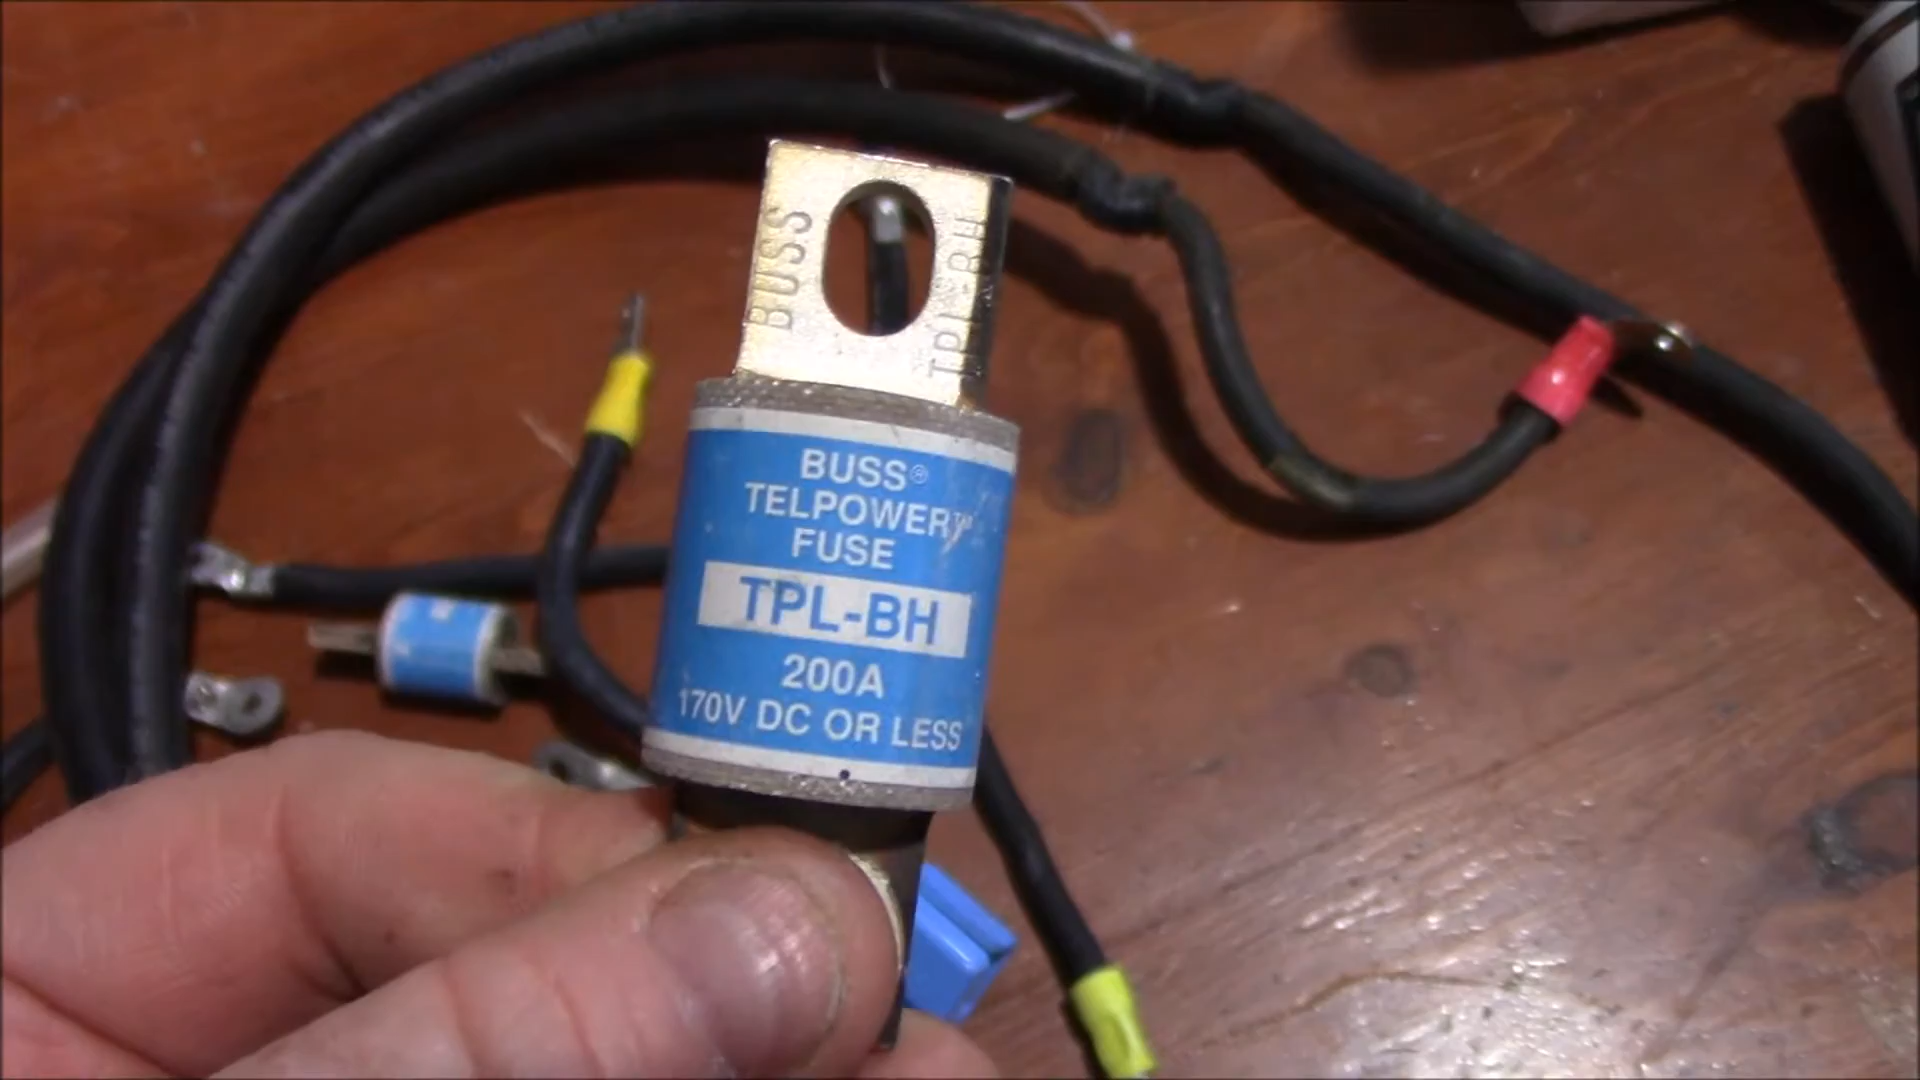 BUSS
TPL-BH
BUSS®
TELPOWER™
FUSE
TPL-BH
200A
170V DC OR LESS